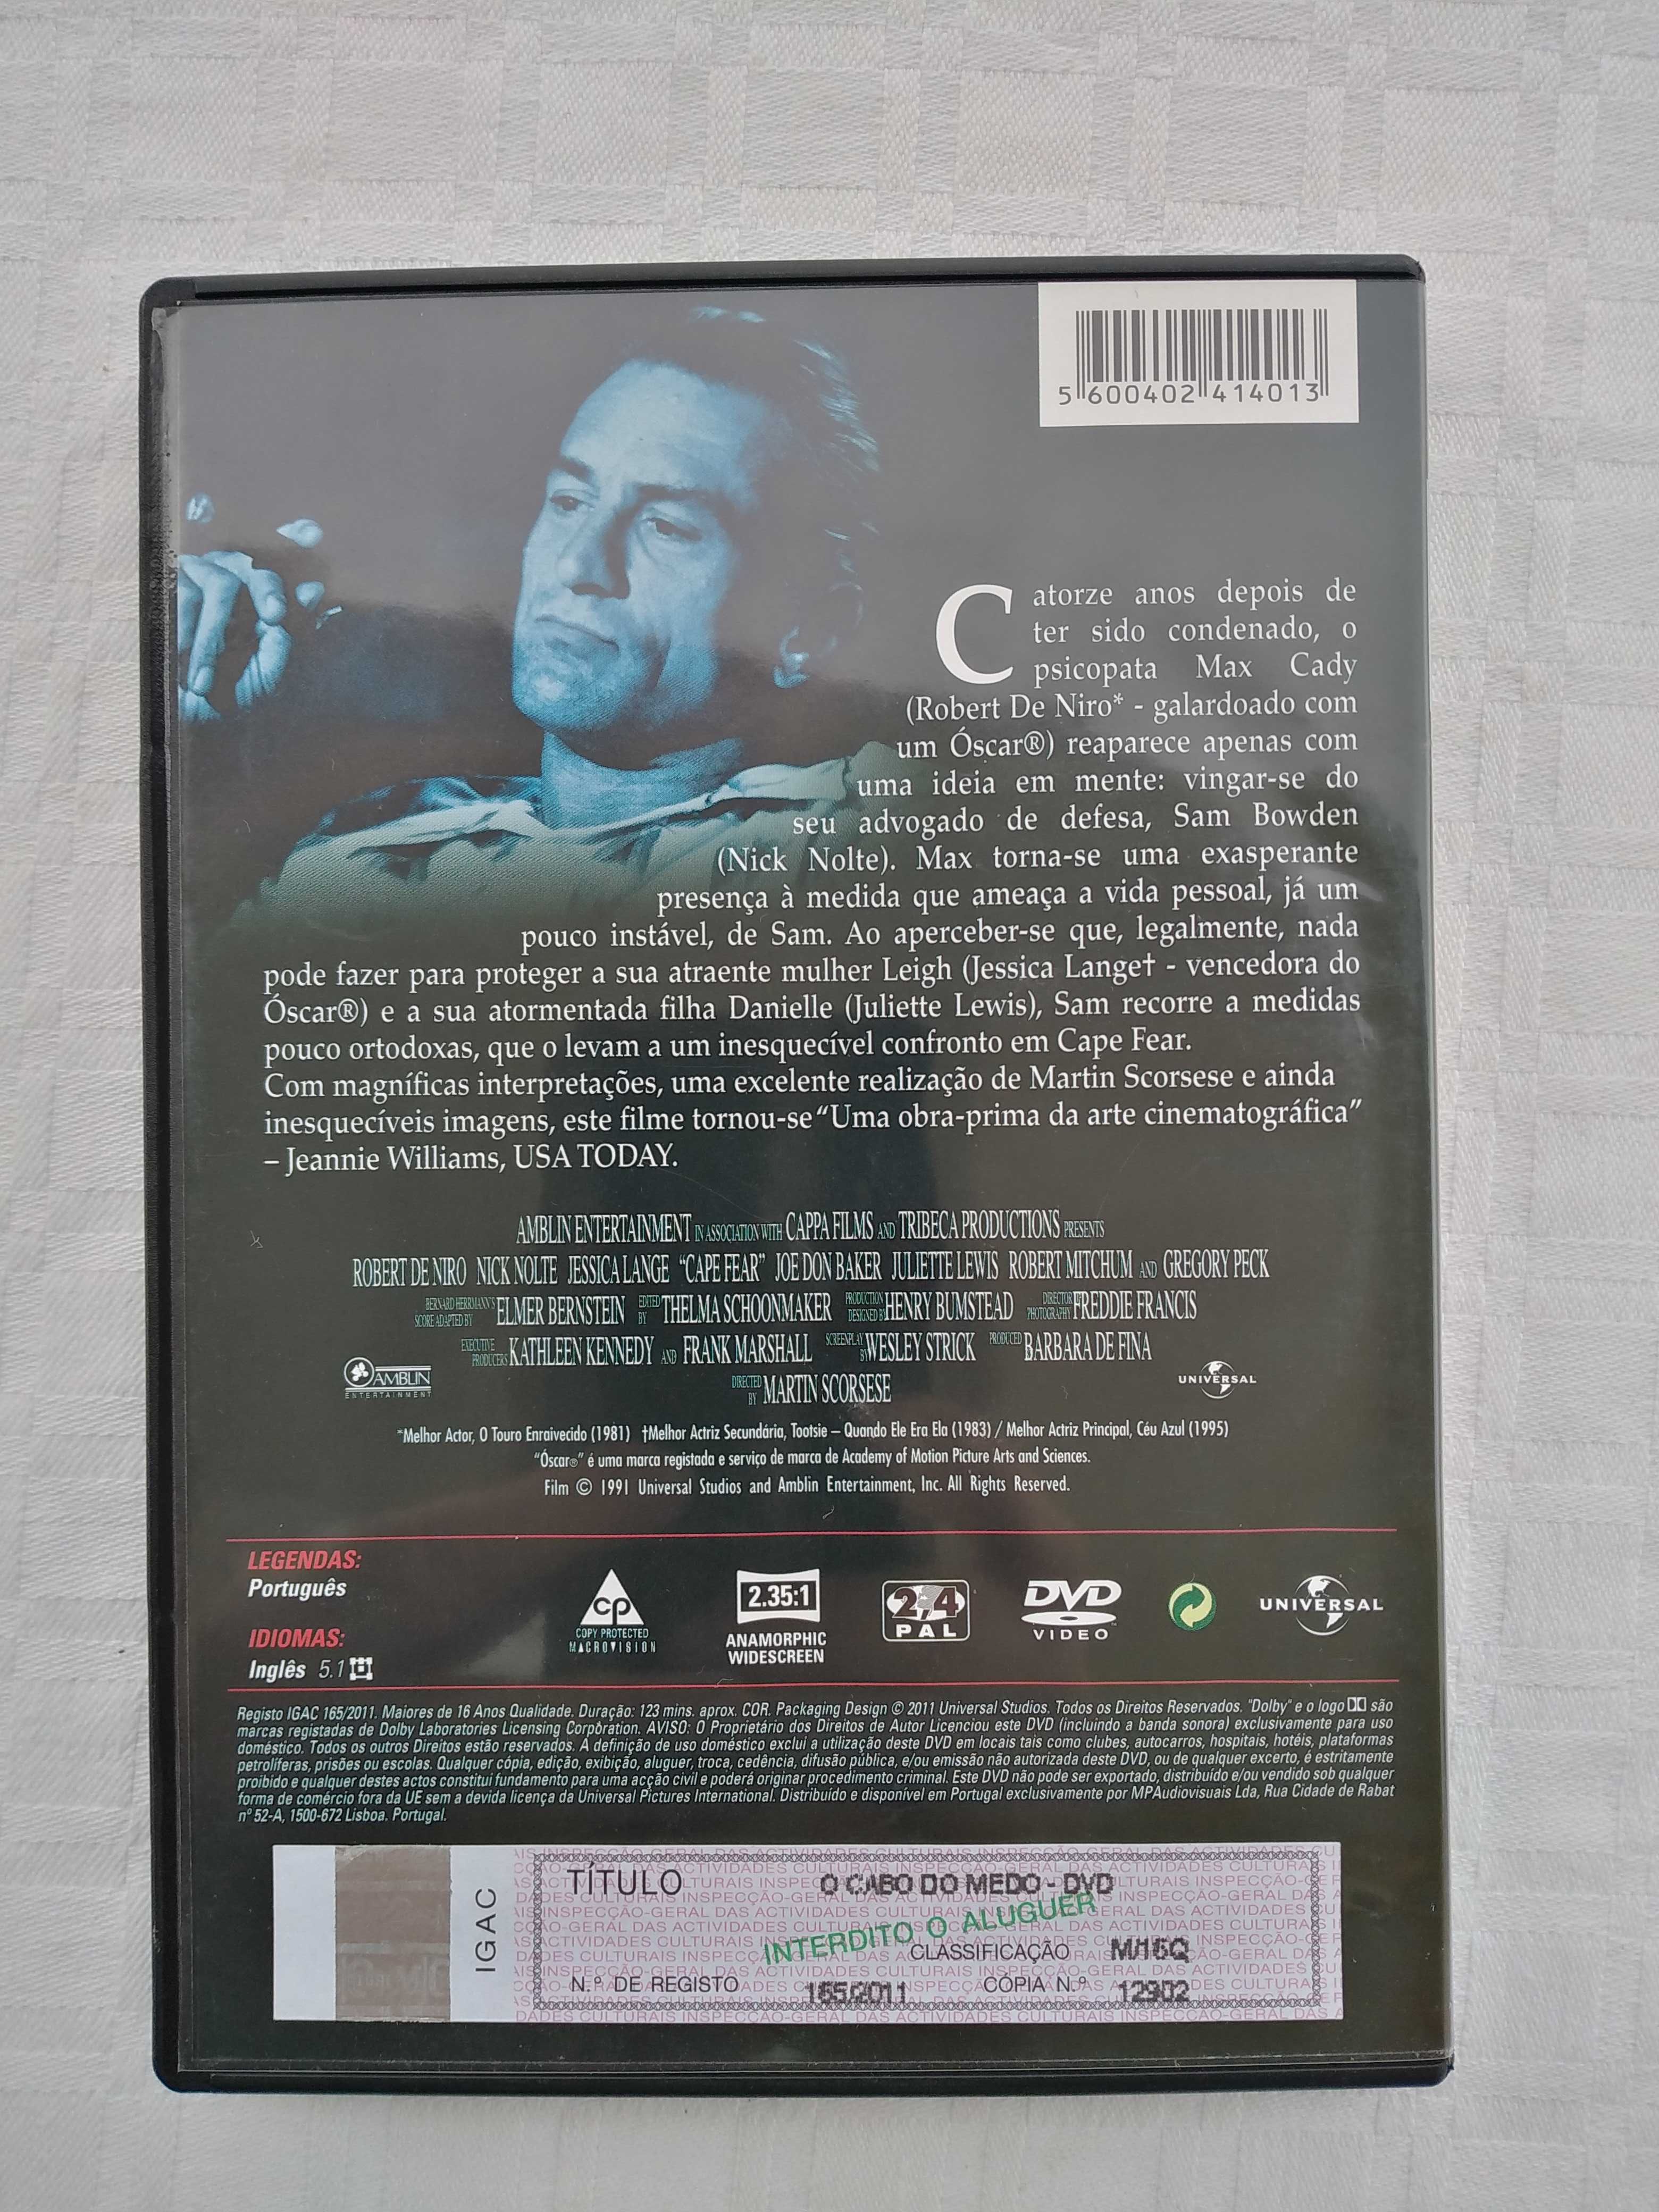 5 600402 414013
Catorze anos depois de
ter sido condenado, o
psicopata Max Cady
(Robert De Niro* - galardoado com
um Óscar®) reaparece apenas com
uma ideia em mente: vingar-se do
seu advogado de defesa, Sam Bowden
(Nick Nolte). Max torna-se uma exasperante
presença à medida que ameaça a vida pessoal, já um
pouco instável, de Sam. Ao aperceber-se que, legalmente, nada
pode fazer para proteger a sua atraente mulher Leigh (Jessica Lange† - vencedora do
Óscar®) e a sua atormentada filha Danielle (Juliette Lewis), Sam recorre a medidas
pouco ortodoxas, que o levam a um inesquecível confronto em Cape Fear.
Com magníficas interpretações, uma excelente realização de Martin Scorsese e ainda
inesquecíveis imagens, este filme tornou-se “Uma obra-prima da arte cinematográfica”
– Jeannie Williams, USA TODAY.
AMBLIN ENTERTAINMENT IN ASSOCIATION WITH CAPPA FILMS AND TRIBECA PRODUCTIONS PRESENTS
ROBERT DE NIRO NICK NOLTE JESSICA LANGE “CAPE FEAR” JOE DON BAKER JULIETTE LEWIS ROBERT MITCHUM AND GREGORY PECK
BERNARD HERRMANN'S SCORE ADAPTED BY ELMER BERNSTEIN EDITED BY THELMA SCHOONMAKER PRODUCTION DESIGNED BY HENRY BUMSTEAD DIRECTOR OF PHOTOGRAPHY FREDDIE FRANCIS
EXECUTIVE PRODUCERS KATHLEEN KENNEDY AND FRANK MARSHALL SCREENPLAY BY WESLEY STRICK PRODUCED BY BARBARA DE FINA
DIRECTED BY MARTIN SCORSESE
AMBLIN
ENTERTAINMENT
UNIVERSAL
*Melhor Actor, O Touro Enraivecido (1981) †Melhor Actriz Secundária, Tootsie – Quando Ele Era Ela (1983) / Melhor Actriz Principal, Céu Azul (1995)
“Óscar®” é uma marca registada e serviço de marca de Academy of Motion Picture Arts and Sciences.
Film © 1991 Universal Studios and Amblin Entertainment, Inc. All Rights Reserved.
LEGENDAS:
Português
IDIOMAS:
Inglês 5.1
CP
COPY PROTECTED
MACROVISION
2.35:1
ANAMORPHIC
WIDESCREEN
2,4
PAL
DVD
VIDEO
UNIVERSAL
Registo IGAC 165/2011. Maiores de 16 Anos Qualidade. Duração: 123 mins. aprox. COR. Packaging Design © 2011 Universal Studios. Todos os Direitos Reservados. "Dolby" e o logo são
marcas registadas de Dolby Laboratories Licensing Corporation. AVISO: O Proprietário dos Direitos de Autor Licenciou este DVD (incluindo a banda sonora) exclusivamente para uso
doméstico. Todos os outros Direitos estão reservados. A definição de uso doméstico exclui a utilização deste DVD em locais tais como clubes, autocarros, hospitais, hotéis, plataformas
petrolíferas, prisões ou escolas. Qualquer cópia, edição, exibição, aluguer, troca, cedência, difusão pública, e/ou emissão não autorizada deste DVD, ou de qualquer excerto, é estritamente
proibido e qualquer destes actos constitui fundamento para uma acção civil e poderá originar procedimento criminal. Este DVD não pode ser exportado, distribuído e/ou vendido sob qualquer
forma de comércio fora da UE sem a devida licença da Universal Pictures International. Distribuído e disponível em Portugal exclusivamente por MPAudiovisuais Lda, Rua Cidade de Rabat
nº 52-A, 1500-672 Lisboa. Portugal.
IGAC
TÍTULO O CABO DO MEDO - DVD
INTERDITO O ALUGUER
CLASSIFICAÇÃO M/16Q
N.º DE REGISTO 165/2011 CÓPIA N.º 12902
INSPECÇÃO-GERAL DAS ACTIVIDADES CULTURAIS